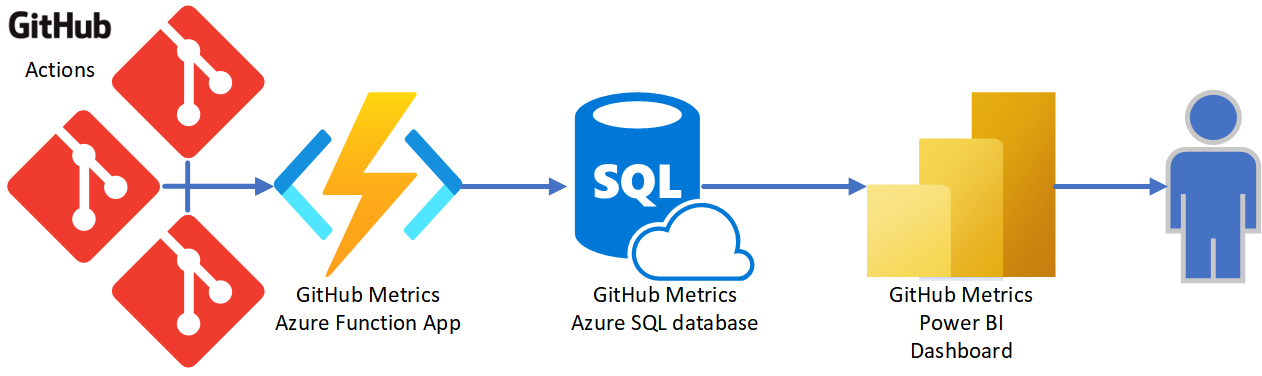 GitHub
Actions
SQL
GitHub Metrics
Azure Function App
GitHub Metrics
Azure SQL database
GitHub Metrics
Power BI
Dashboard